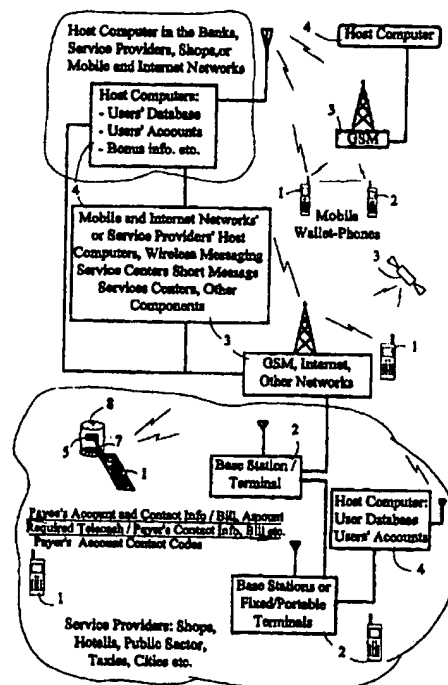 Host Computer in the Banks,
Service Providers, Shops, or
Mobile and Internet Networks
4
Host Computer
Host Computers:
- Users' Database
- Users' Accounts
- Bonus info. etc.
3
GSM
4
1
2
Mobile
Wallet-Phones
Mobile and Internet Networks'
or Service Providers' Host
Computers, Wireless Messaging
Service Centers Short Message
Services Centers, Other
Components
3
3
1
GSM, Internet,
Other Networks
8
5
7
1
2
Base Station /
Terminal
Host Computer:
User Database
Users' Accounts
4
Payee's Account and Contact Info / Bill Amount
Required Telecash / Payer's Contact Info, Bill etc.
Payer's Account Contact Codes
1
Base Stations or
Fixed/Portable
Terminals
2
Service Providers: Shops,
Hotells, Public Sector,
Taxies, Cities etc.